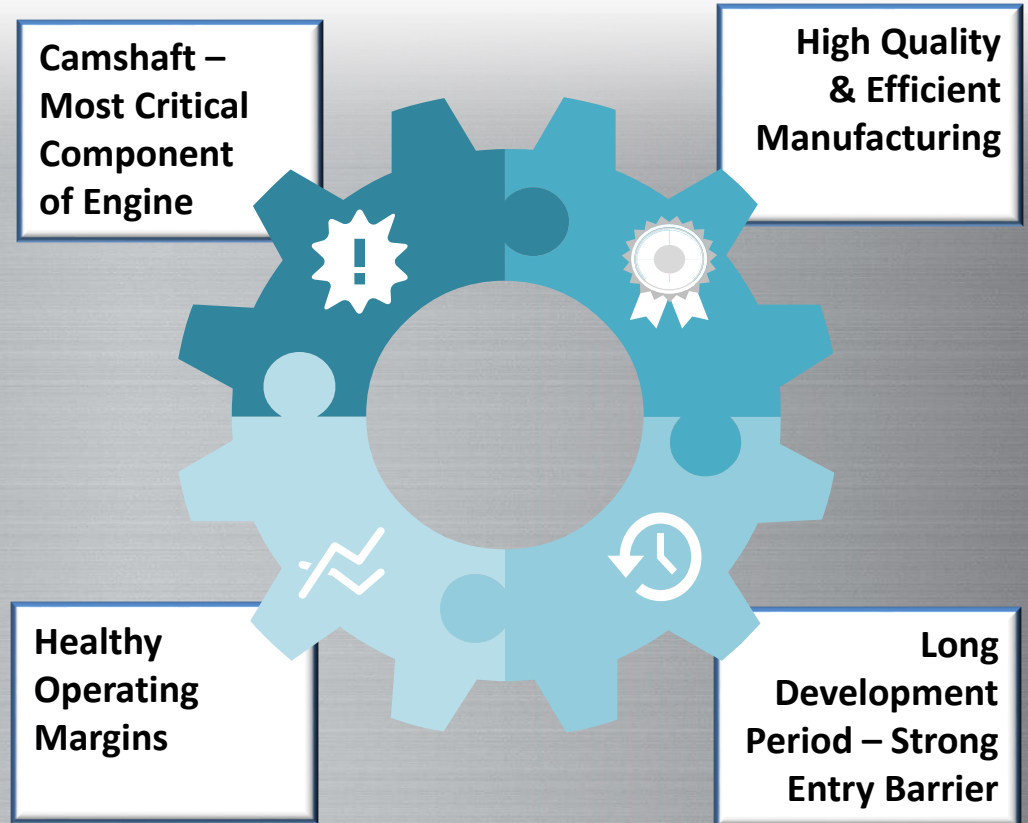 Camshaft –
Most Critical
Component
of Engine
High Quality
& Efficient
Manufacturing
Healthy
Operating
Margins
Long
Development
Period – Strong
Entry Barrier